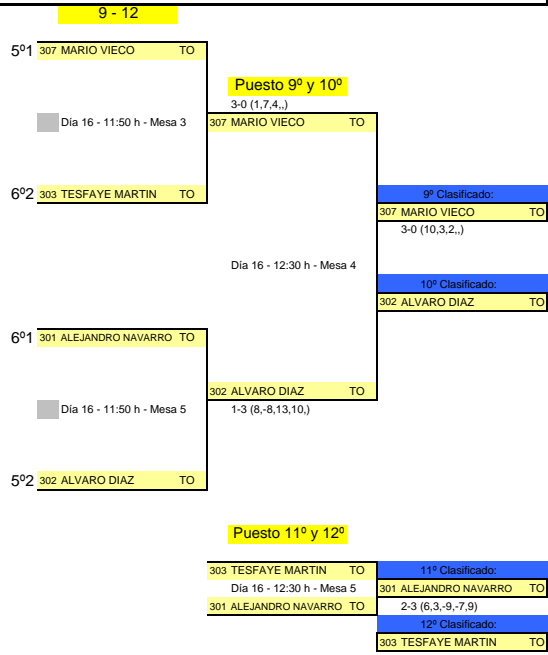 9 - 12
5º1 307 MARIO VIECO TO
Puesto 9º y 10º
3-0 (1,7,4,,)
Día 16 - 11:50 h - Mesa 3
307 MARIO VIECO TO
6º2 303 TESFAYE MARTIN TO
9º Clasificado:
307 MARIO VIECO TO
3-0 (10,3,2,,)
Día 16 - 12:30 h - Mesa 4
10º Clasificado:
302 ALVARO DIAZ TO
6º1 301 ALEJANDRO NAVARRO TO
302 ALVARO DIAZ TO
Día 16 - 11:50 h - Mesa 5
1-3 (8,-8,13,10,)
5º2 302 ALVARO DIAZ TO
Puesto 11º y 12º
303 TESFAYE MARTIN TO
11º Clasificado:
Día 16 - 12:30 h - Mesa 5
301 ALEJANDRO NAVARRO TO
301 ALEJANDRO NAVARRO TO
2-3 (6,3,-9,-7,9)
12º Clasificado:
303 TESFAYE MARTIN TO